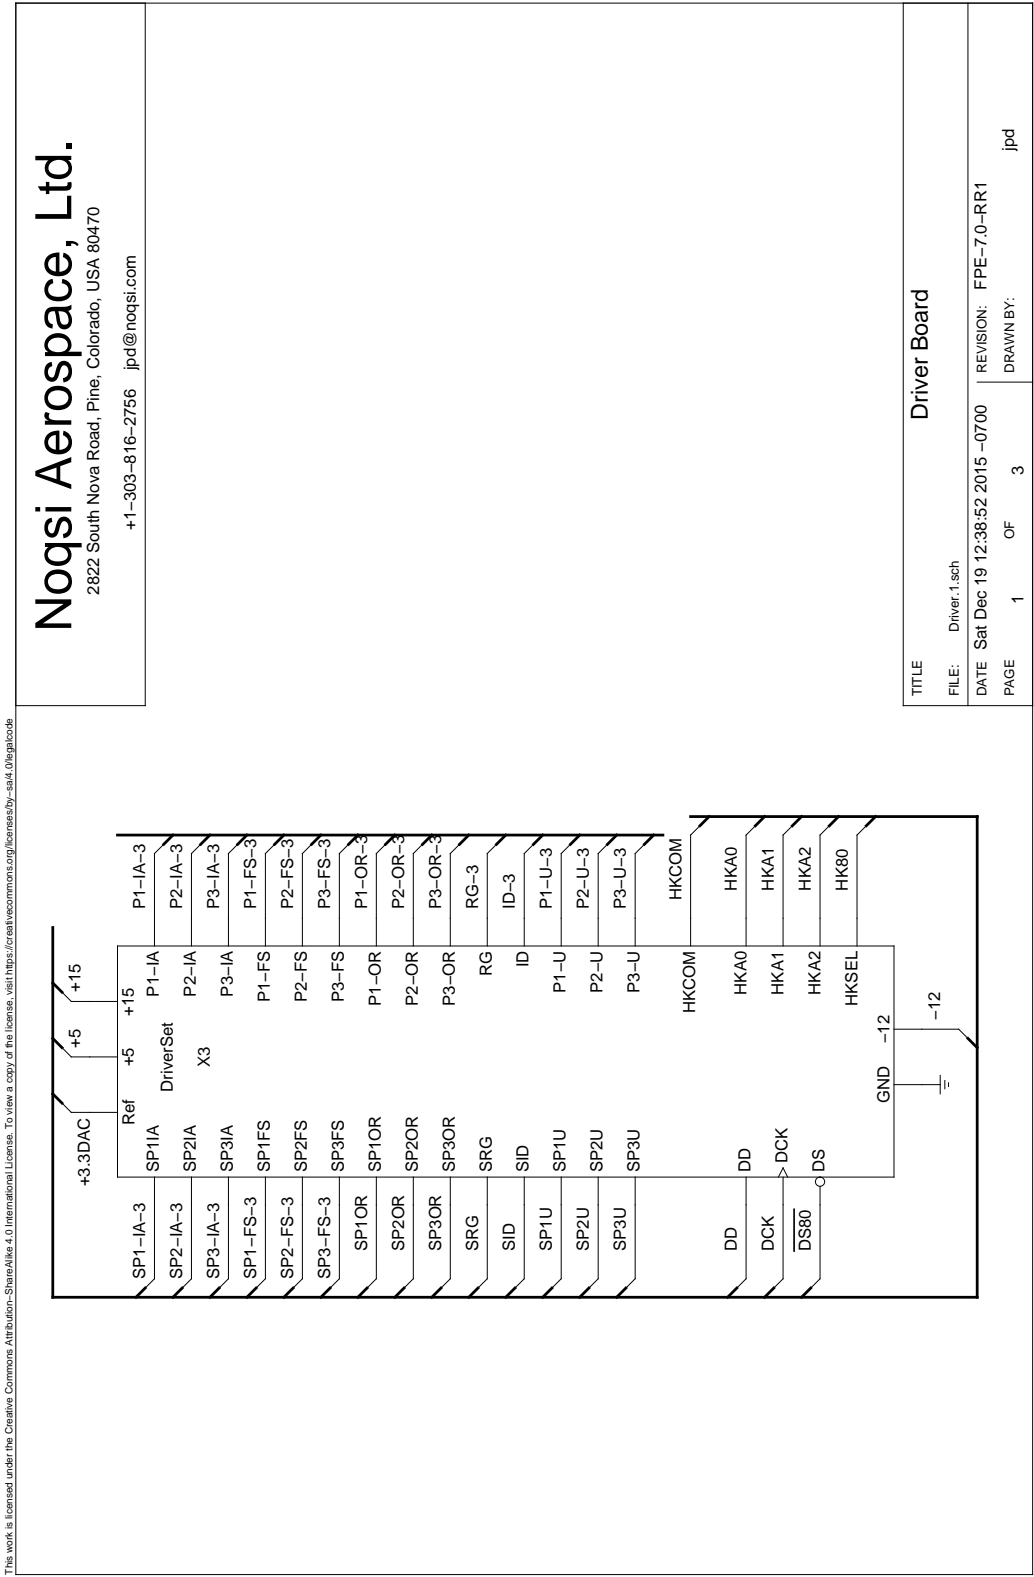 This work is licensed under the Creative Commons Attribution−ShareAlike 4.0 International License. To view a copy of the license, visit https://creativecommons.org/licenses/by−sa/4.0/legalcode
Noqsi Aerospace, Ltd.
2822 South Nova Road, Pine, Colorado, USA 80470
+1−303−816−2756 jpd@noqsi.com
+3.3DAC
+5
+15
Ref
+5
+15
DriverSet
X3
SP1−IA−3 SP1IA P1−IA P1−IA−3
SP2−IA−3 SP2IA P2−IA P2−IA−3
SP3−IA−3 SP3IA P3−IA P3−IA−3
SP1−FS−3 SP1FS P1−FS P1−FS−3
SP2−FS−3 SP2FS P2−FS P2−FS−3
SP3−FS−3 SP3FS P3−FS P3−FS−3
SP1OR SP1OR P1−OR P1−OR−3
SP2OR SP2OR P2−OR P2−OR−3
SP3OR SP3OR P3−OR P3−OR−3
SRG SRG RG RG−3
SID SID ID ID−3
SP1U SP1U P1−U P1−U−3
SP2U SP2U P2−U P2−U−3
SP3U SP3U P3−U P3−U−3
HKCOM HKCOM
DD DD HKA0 HKA0
DCK DCK HKA1 HKA1
DS80 DS HKA2 HKA2
HKSEL HK80
GND −12
−12
TITLE
Driver Board
FILE: Driver.1.sch
DATE Sat Dec 19 12:38:52 2015 −0700 REVISION: FPE−7.0−RR1
PAGE 1 OF 3 DRAWN BY: jpd